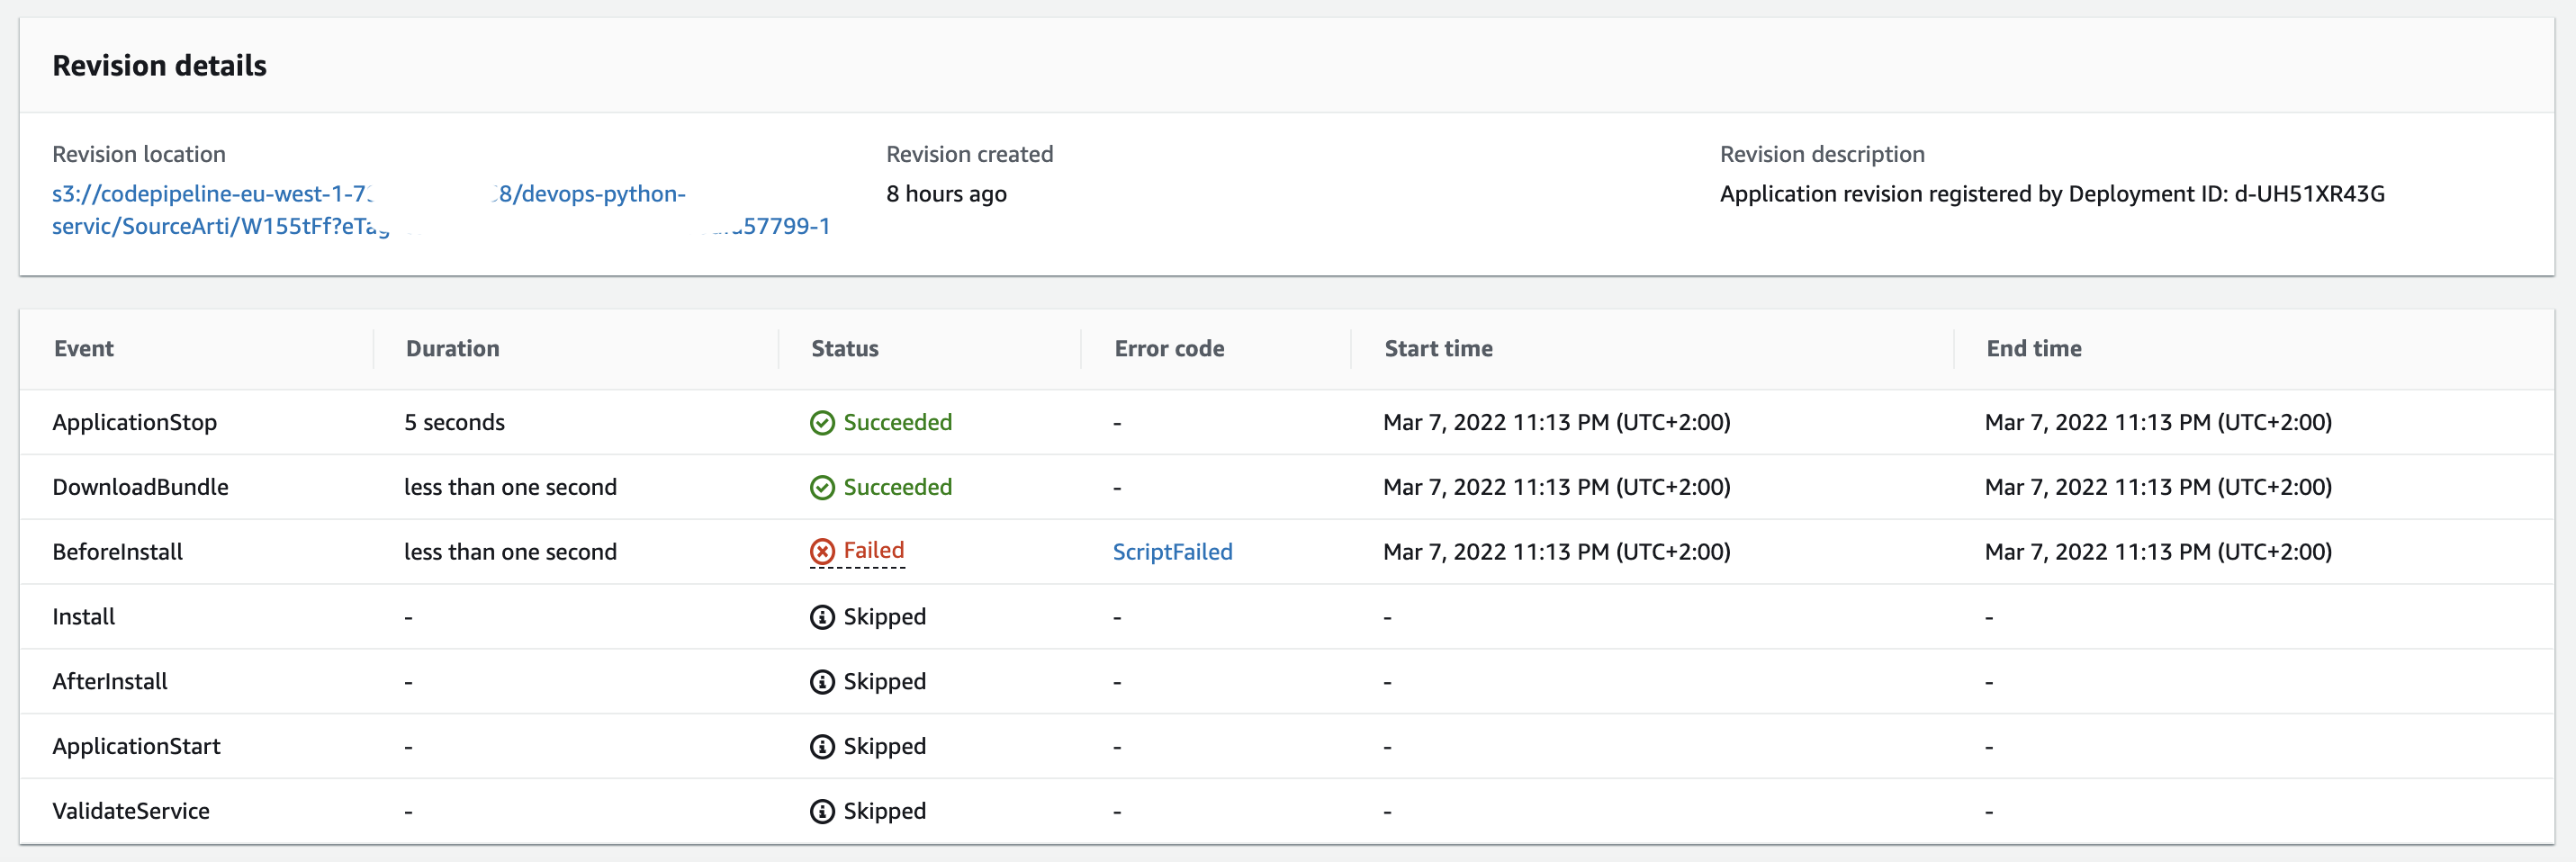 Revision details
Revision location
Revision created
Revision description
s3://codepipeline-eu-west-1-7 8/devops-python-
servic/SourceArti/W155tFf?eTag 57799-1
8 hours ago
Application revision registered by Deployment ID: d-UH51XR43G
Event Duration Status Error code Start time End time
ApplicationStop 5 seconds Succeeded - Mar 7, 2022 11:13 PM (UTC+2:00) Mar 7, 2022 11:13 PM (UTC+2:00)
DownloadBundle less than one second Succeeded - Mar 7, 2022 11:13 PM (UTC+2:00) Mar 7, 2022 11:13 PM (UTC+2:00)
BeforeInstall less than one second Failed ScriptFailed Mar 7, 2022 11:13 PM (UTC+2:00) Mar 7, 2022 11:13 PM (UTC+2:00)
Install - Skipped - - -
AfterInstall - Skipped - - -
ApplicationStart - Skipped - - -
ValidateService - Skipped - - -